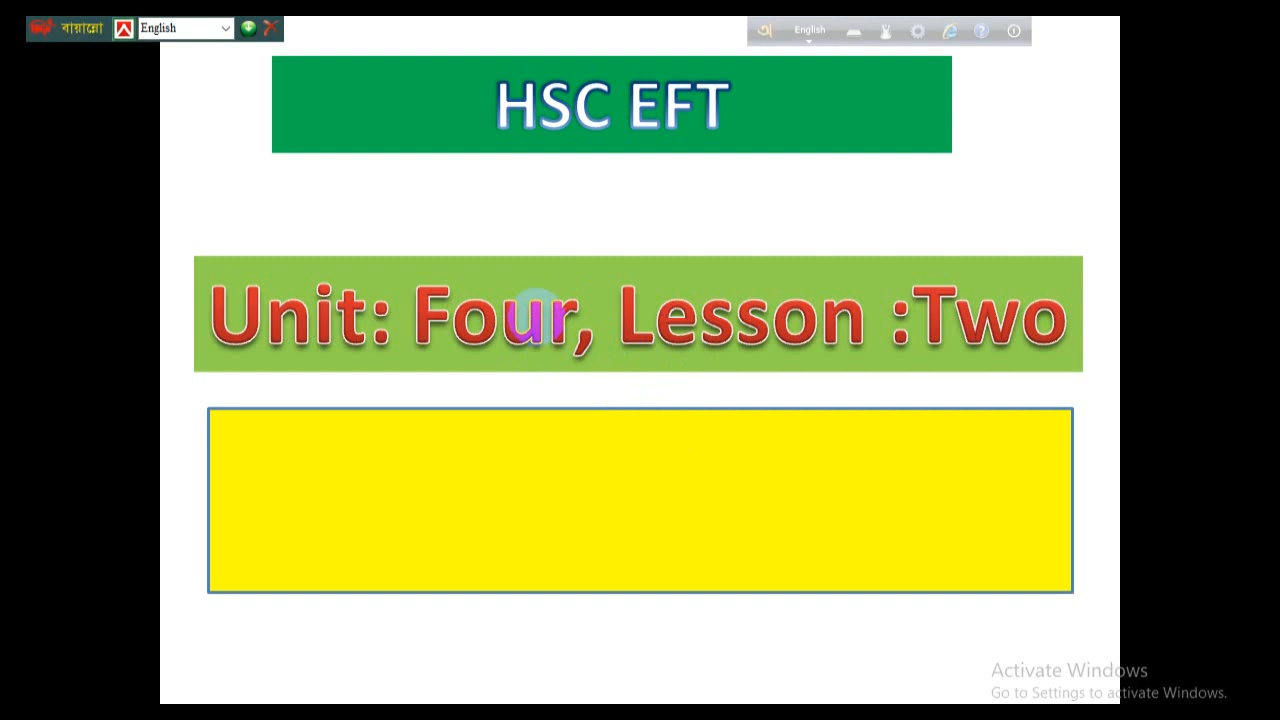 বায়ান্নো English
অ English
HSC EFT
Unit: Four, Lesson :Two
Activate Windows
Go to Settings to activate Windows.